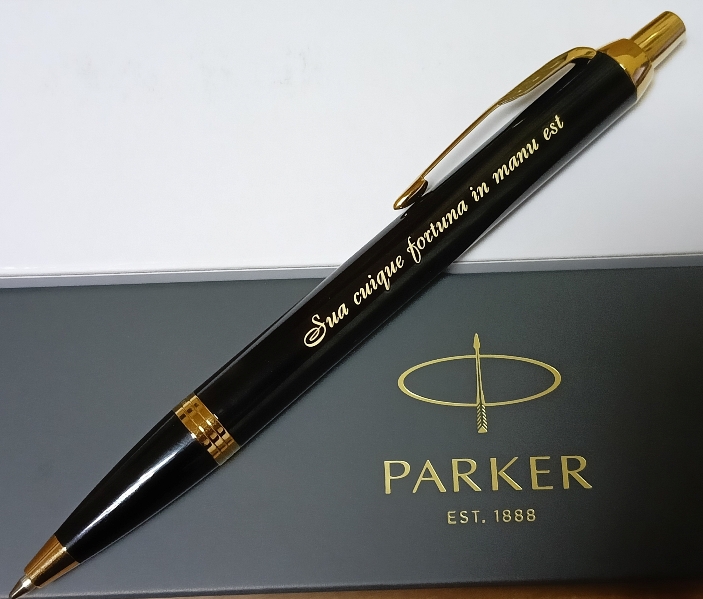 Sua cuique fortuna in manu est
PARKER
EST. 1888